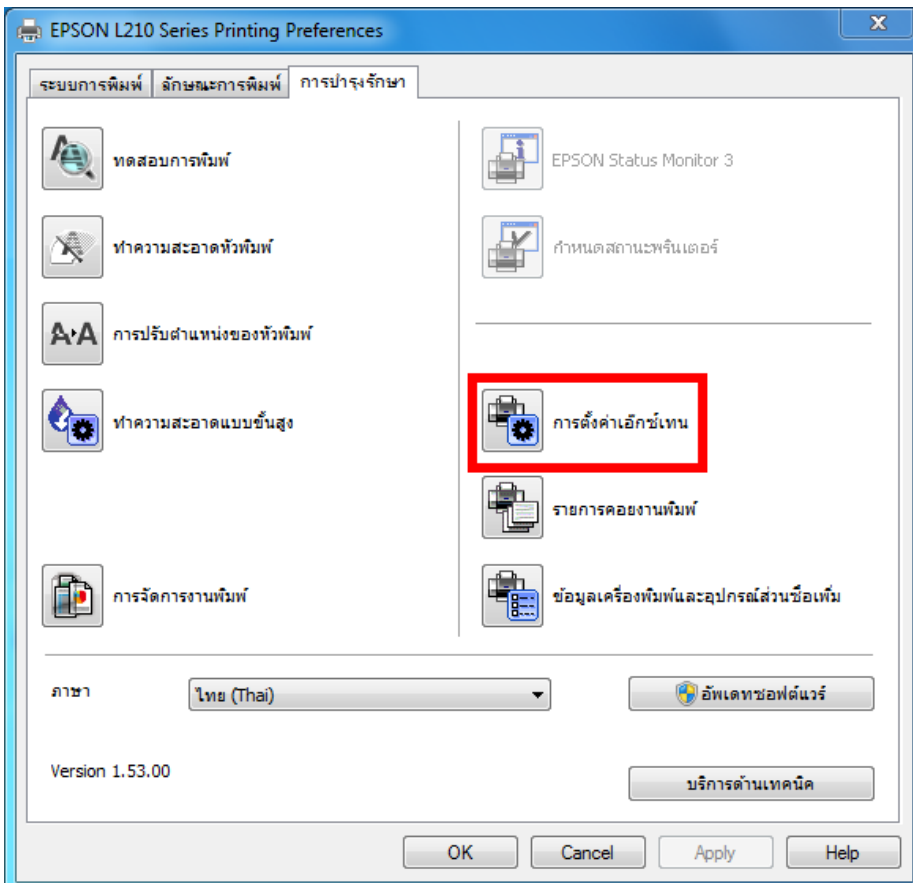 EPSON L210 Series Printing Preferences
ระบบการพิมพ์ ลักษณะการพิมพ์ การบำรุงรักษา
ทดสอบการพิมพ์
ทำความสะอาดหัวพิมพ์
การปรับตำแหน่งของหัวพิมพ์
ทำความสะอาดแบบขั้นสูง
การจัดการงานพิมพ์
EPSON Status Monitor 3
กำหนดสถานะพรินเตอร์
การตั้งค่าเอ๊กซ์เทน
รายการคอยงานพิมพ์
ข้อมูลเครื่องพิมพ์และอุปกรณ์ส่วนซื้อเพิ่ม
ภาษา
ไทย (Thai)
อัพเดทซอฟต์แวร์
Version 1.53.00
บริการด้านเทคนิค
OK Cancel Apply Help